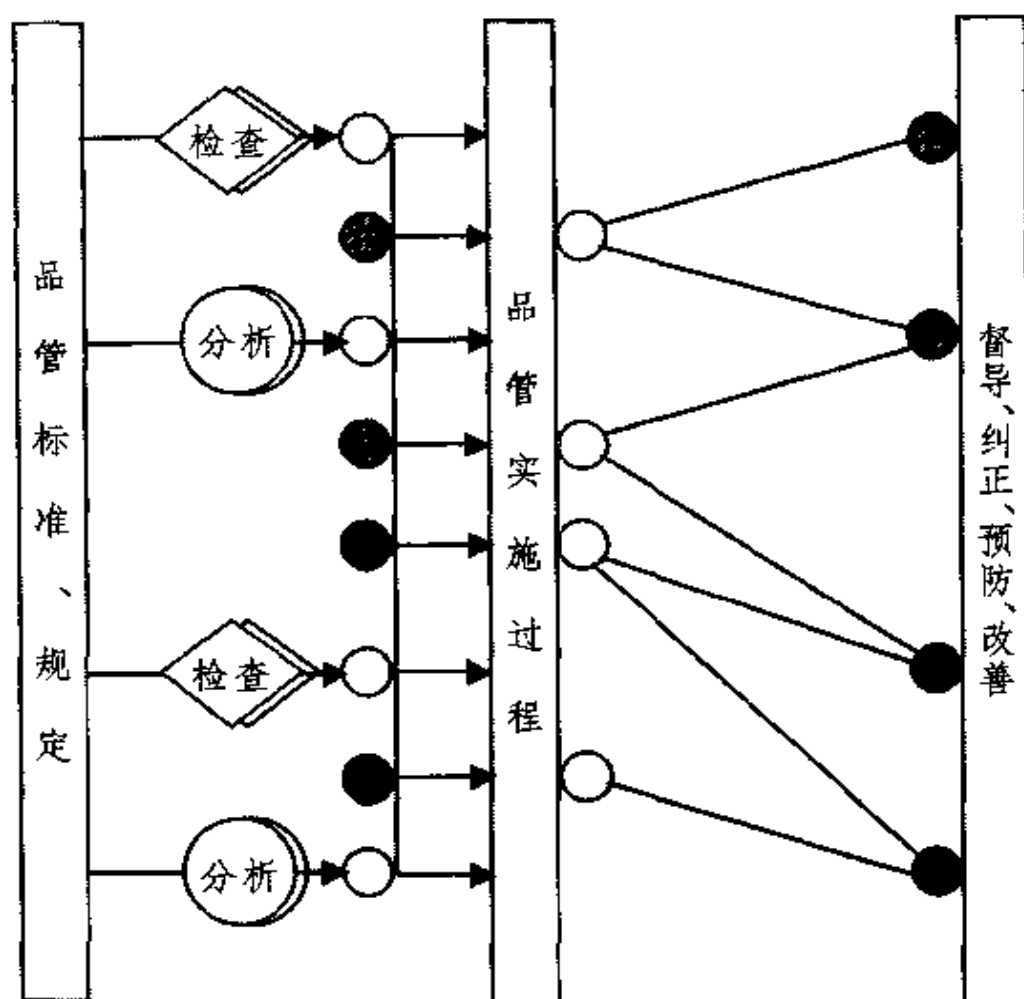 品管标准、规定
检查
分析
检查
分析
品管实施过程
督导、纠正、预防、改善